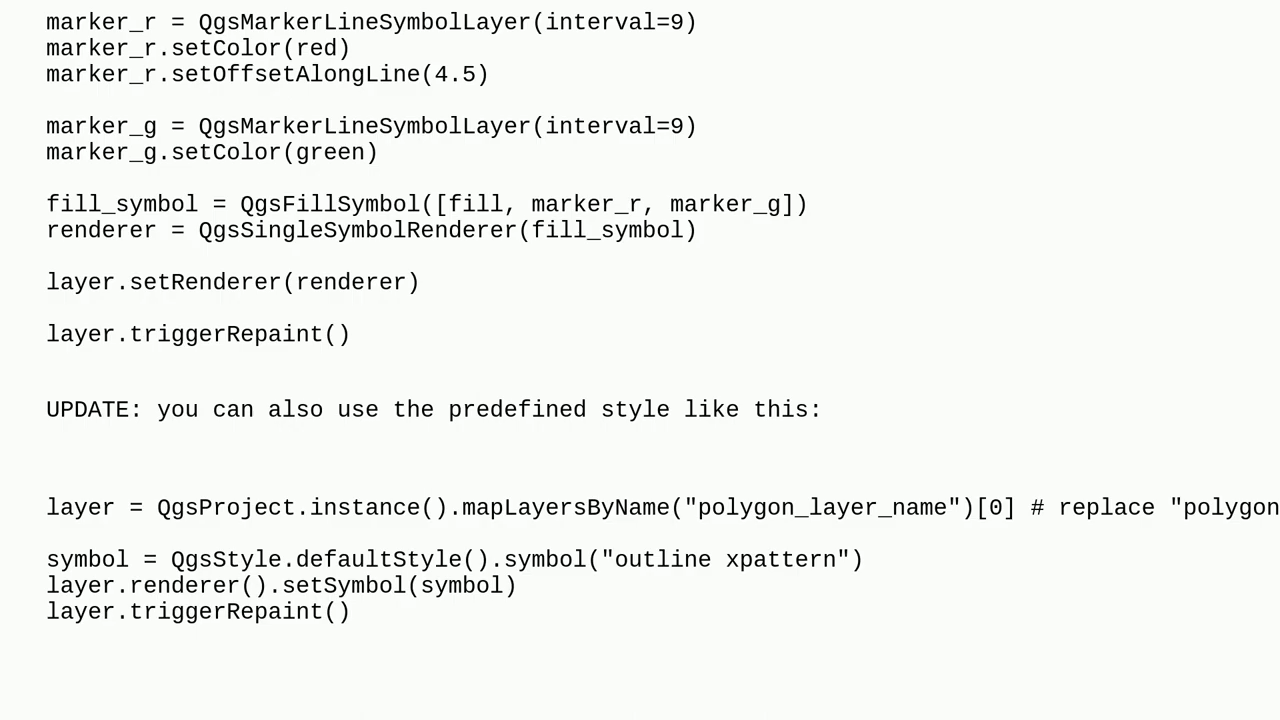 marker_r = QgsMarkerLineSymbolLayer(interval=9)
marker_r.setColor(red)
marker_r.setOffsetAlongLine(4.5)
marker_g = QgsMarkerLineSymbolLayer(interval=9)
marker_g.setColor(green)
fill_symbol = QgsFillSymbol([fill, marker_r, marker_g])
renderer = QgsSingleSymbolRenderer(fill_symbol)
layer.setRenderer(renderer)
layer.triggerRepaint()
UPDATE: you can also use the predefined style like this:
layer = QgsProject.instance().mapLayersByName("polygon_layer_name")[0] # replace "polygon
symbol = QgsStyle.defaultStyle().symbol("outline xpattern")
layer.renderer().setSymbol(symbol)
layer.triggerRepaint()